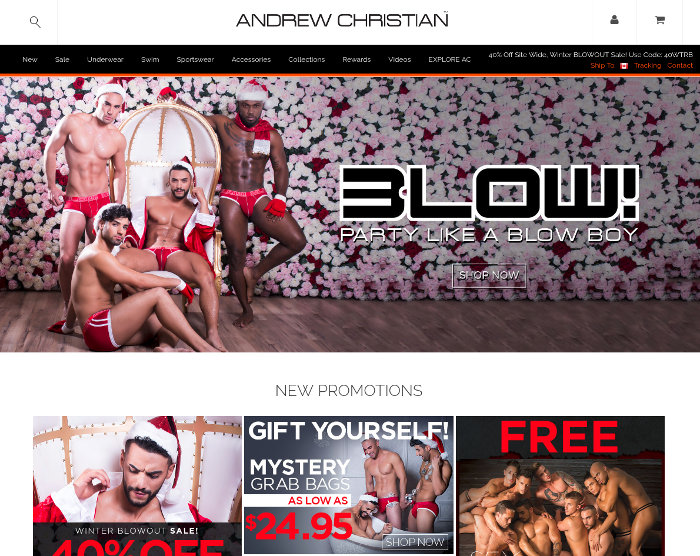 ANDREW CHRISTIAN
40% Off Site Wide, Winter BLOWOUT Sale! Use Code: 40WTRB
New Sale Underwear Swim Sportswear Accessories Collections Rewards Videos EXPLORE AC
Ship To: Tracking Contact
BLOW!
PARTY LIKE A BLOW BOY
SHOP NOW
NEW PROMOTIONS
WINTER BLOWOUT SALE!
40% OFF
GIFT YOURSELF!
MYSTERY
GRAB BAGS
AS LOW AS
$24.95
SHOP NOW
FREE